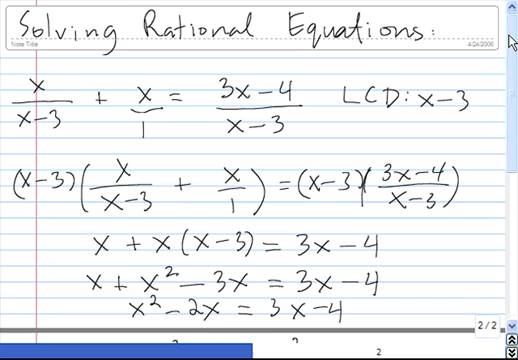 Solving Rational Equations:
Note Title
4/24/2008
x/(x-3) + x/1 = (3x-4)/(x-3) LCD: x-3
(x-3)(x/(x-3) + x/1) = (x-3)((3x-4)/(x-3))
x + x(x-3) = 3x-4
x + x² - 3x = 3x-4
x² - 2x = 3x-4
2/2
2